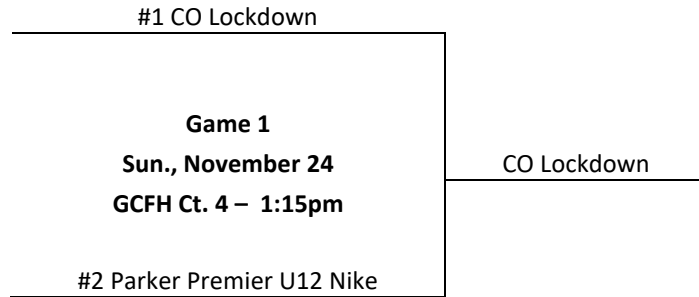 #1 CO Lockdown
Game 1
Sun., November 24
CO Lockdown
GCFH Ct. 4 – 1:15pm
#2 Parker Premier U12 Nike